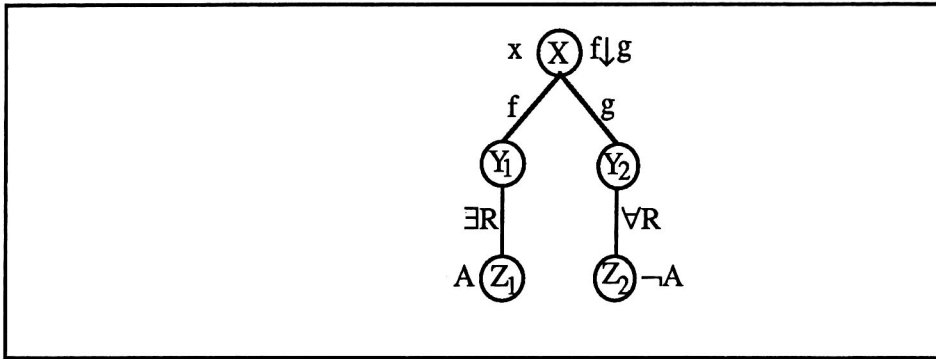 x X f↓g
f g
Y1 Y2
∃R ∀R
A Z1 Z2 ¬A